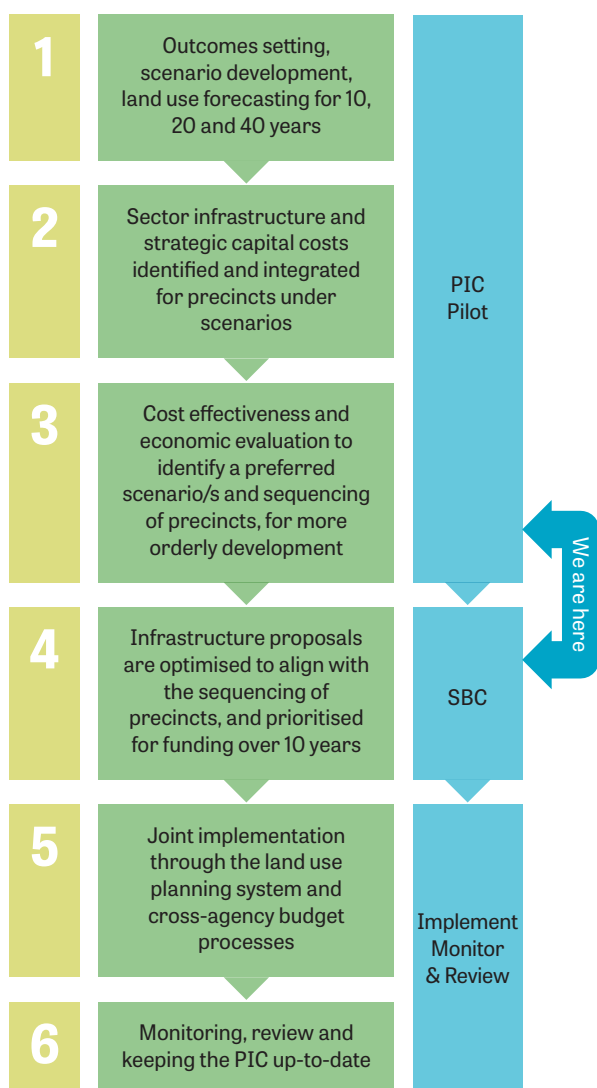 1
Outcomes setting,
scenario development,
land use forecasting for 10,
20 and 40 years
2
Sector infrastructure and
strategic capital costs
identified and integrated
for precincts under
scenarios
PIC
Pilot
3
Cost effectiveness and
economic evaluation to
identify a preferred
scenario/s and sequencing
of precincts, for more
orderly development
We are here
4
Infrastructure proposals
are optimised to align with
the sequencing of
precincts, and prioritised
for funding over 10 years
SBC
5
Joint implementation
through the land use
planning system and
cross-agency budget
processes
Implement
Monitor
& Review
6
Monitoring, review and
keeping the PIC up-to-date